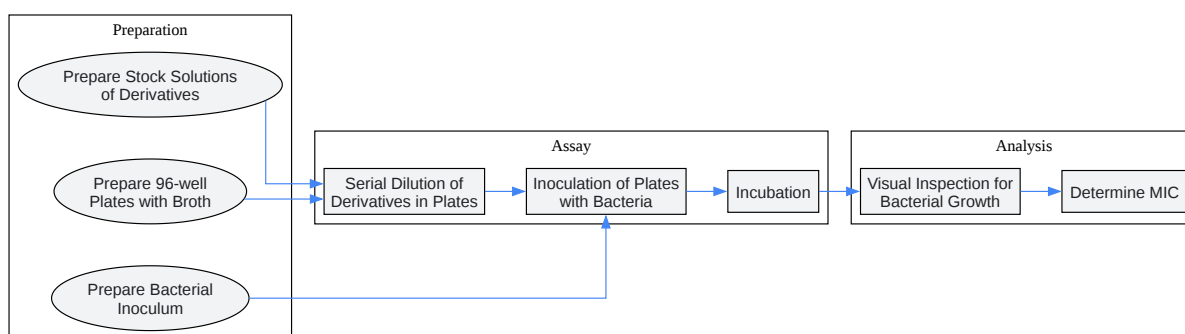 Preparation
Prepare Stock Solutions
of Derivatives
Prepare 96-well
Plates with Broth
Prepare Bacterial
Inoculum
Assay
Serial Dilution of
Derivatives in Plates
Inoculation of Plates
with Bacteria
Incubation
Analysis
Visual Inspection for
Bacterial Growth
Determine MIC